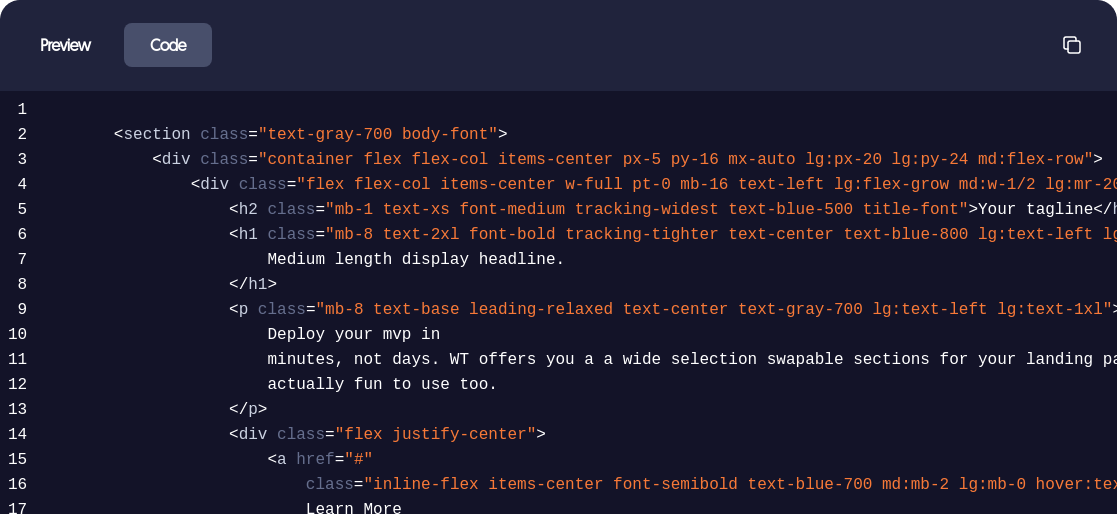 Preview Code
1
2 <section class="text-gray-700 body-font">
3 <div class="container flex flex-col items-center px-5 py-16 mx-auto lg:px-20 lg:py-24 md:flex-row">
4 <div class="flex flex-col items-center w-full pt-0 mb-16 text-left lg:flex-grow md:w-1/2 lg:mr-20
5 <h2 class="mb-1 text-xs font-medium tracking-widest text-blue-500 title-font">Your tagline</h
6 <h1 class="mb-8 text-2xl font-bold tracking-tighter text-center text-blue-800 lg:text-left lg
7 Medium length display headline.
8 </h1>
9 <p class="mb-8 text-base leading-relaxed text-center text-gray-700 lg:text-left lg:text-1xl">
10 Deploy your mvp in
11 minutes, not days. WT offers you a a wide selection swapable sections for your landing pa
12 actually fun to use too.
13 </p>
14 <div class="flex justify-center">
15 <a href="#"
16 class="inline-flex items-center font-semibold text-blue-700 md:mb-2 lg:mb-0 hover:tex
17 Learn More